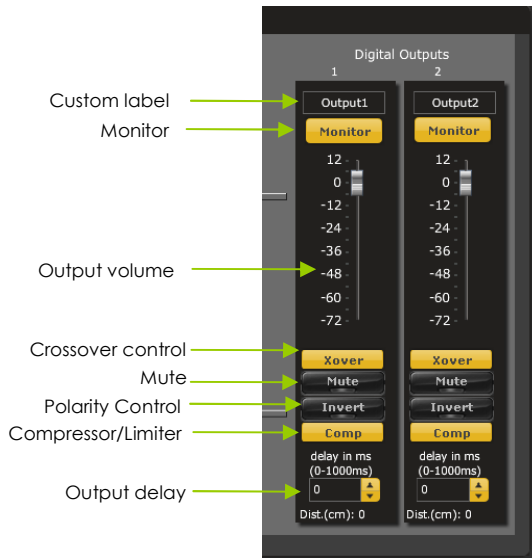 Digital Outputs
1 2
Custom label Output1 Output2
Monitor Monitor Monitor
12 12
0 0
-12 -12
-24 -24
-36 -36
Output volume -48 -48
-60 -60
-72 -72
Crossover control Xover Xover
Mute Mute Mute
Polarity Control Invert Invert
Compressor/Limiter Comp Comp
delay in ms delay in ms
(0-1000ms) (0-1000ms)
Output delay 0 0
Dist.(cm): 0 Dist.(cm): 0